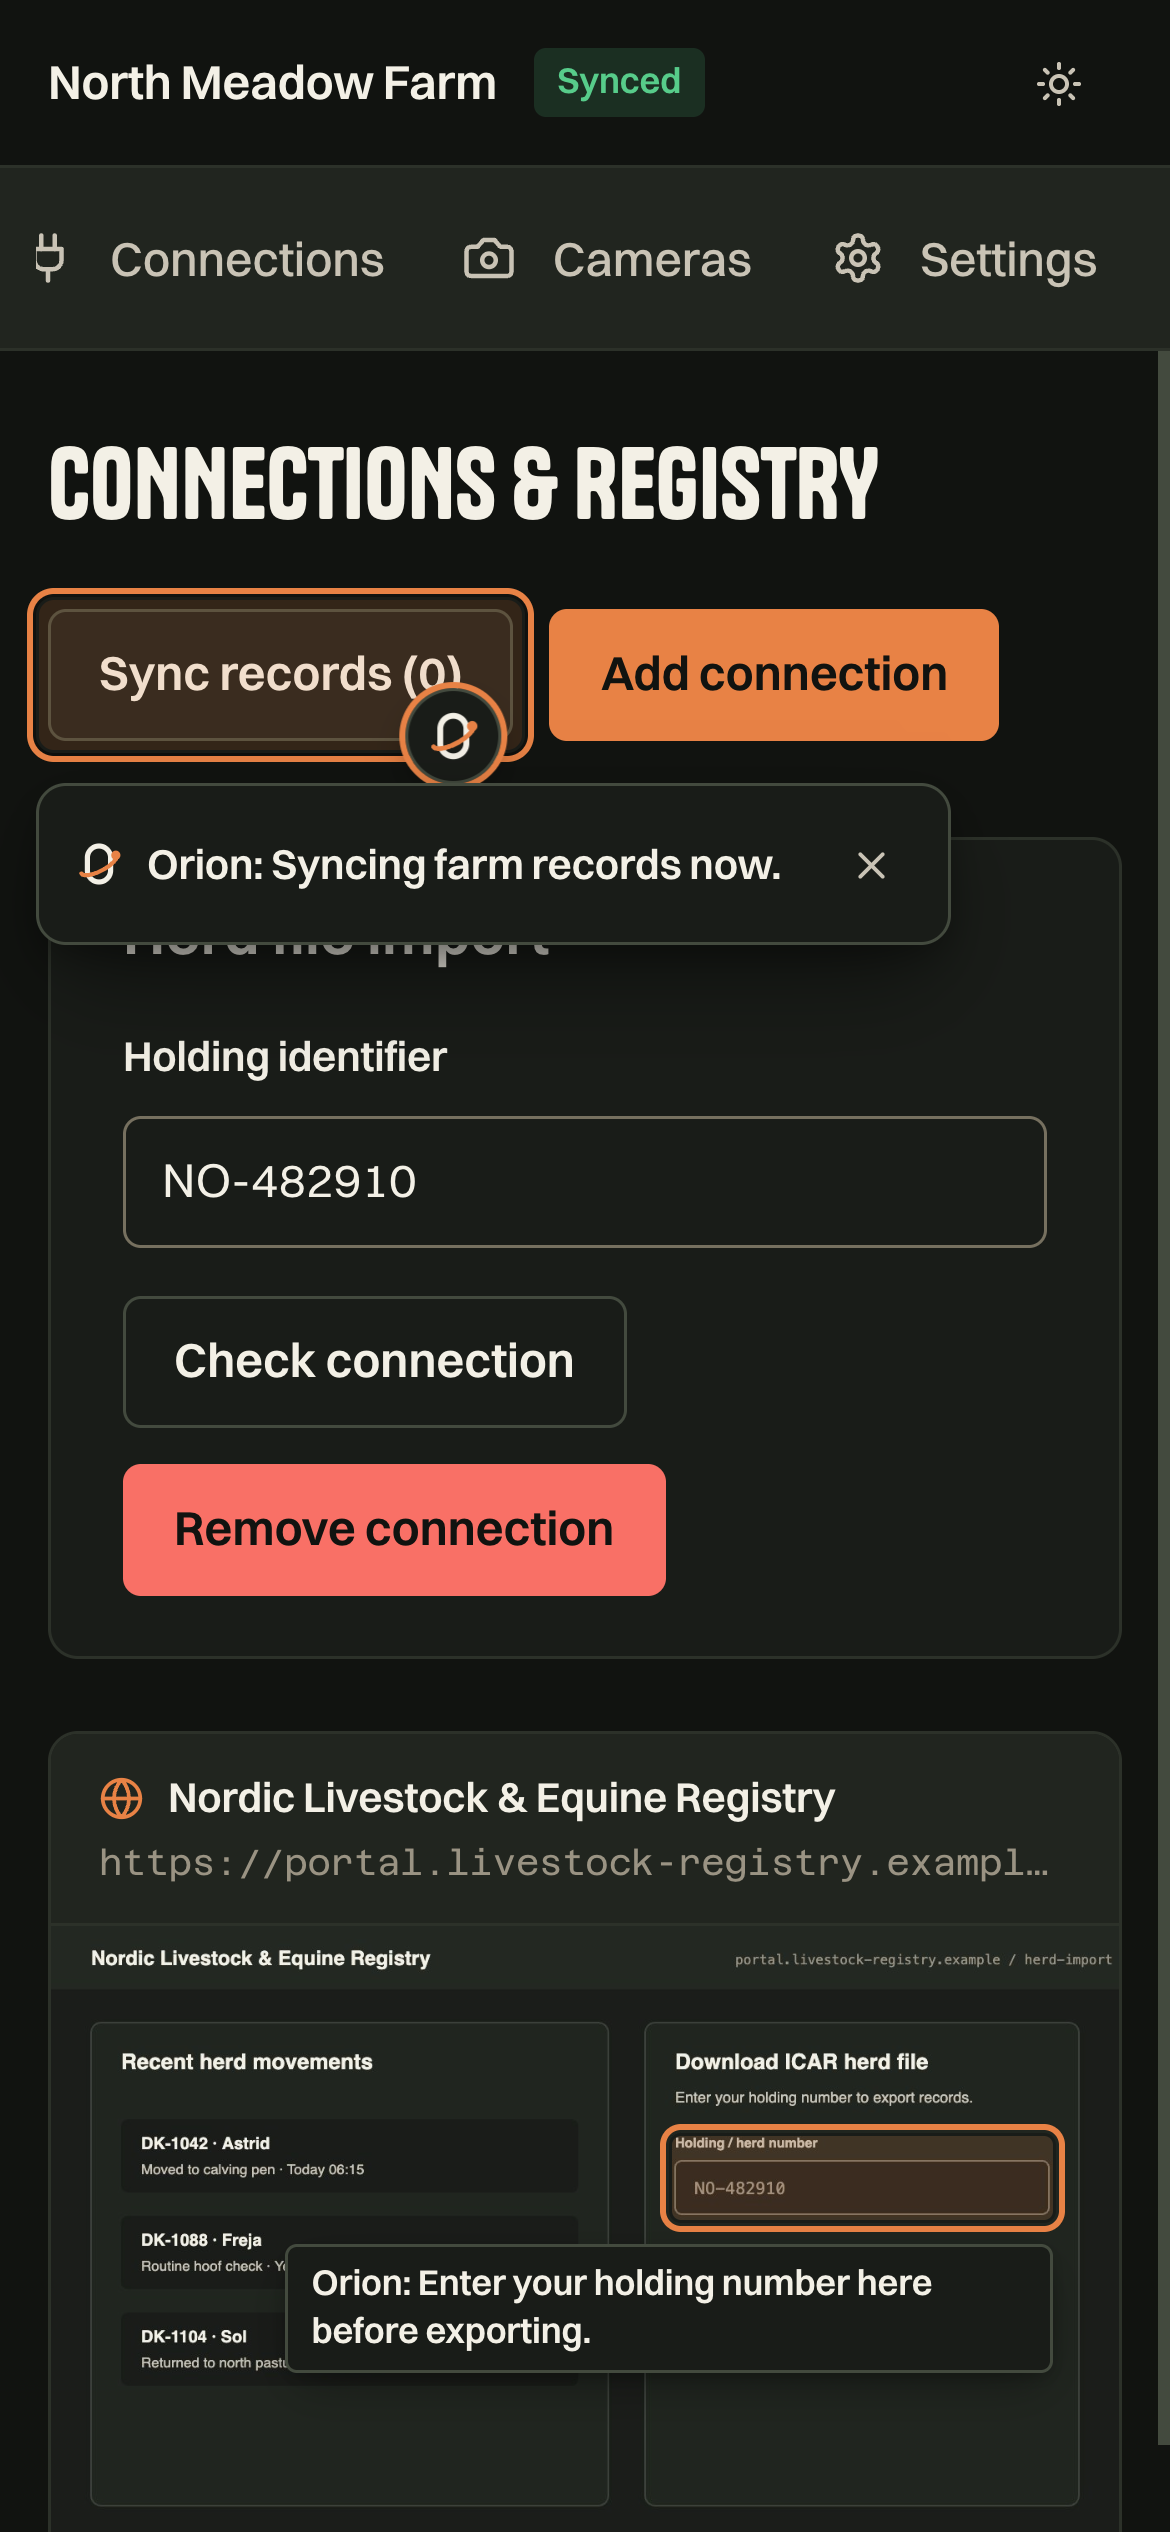 North Meadow Farm
Synced
Connections
Cameras
Settings
CONNECTIONS & REGISTRY
Sync records (0)
Add connection
Orion: Syncing farm records now.
Herd file import
Holding identifier
NO-482910
Check connection
Remove connection
Nordic Livestock & Equine Registry
https://portal.livestock-registry.exampl…
Nordic Livestock & Equine Registry
portal.livestock-registry.example / herd-import
Recent herd movements
DK-1042 · Astrid
Moved to calving pen · Today 06:15
DK-1088 · Freja
Routine hoof check ·
DK-1104 · Sol
Returned to north
Download ICAR herd file
Enter your holding number to export records.
Holding / herd number
NO-482910
Orion: Enter your holding number here
before exporting.